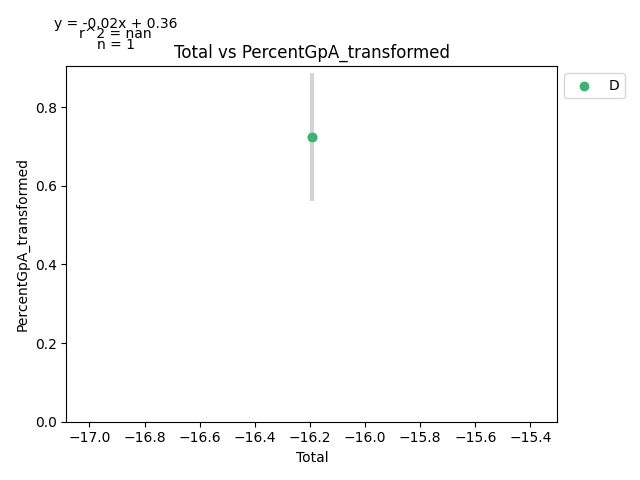 y = -0.02x + 0.36
r^2 = nan
n = 1
Total vs PercentGpA_transformed
D
PercentGpA_transformed
0.8
0.6
0.4
0.2
0.0
−17.0 −16.8 −16.6 −16.4 −16.2 −16.0 −15.8 −15.6 −15.4
Total